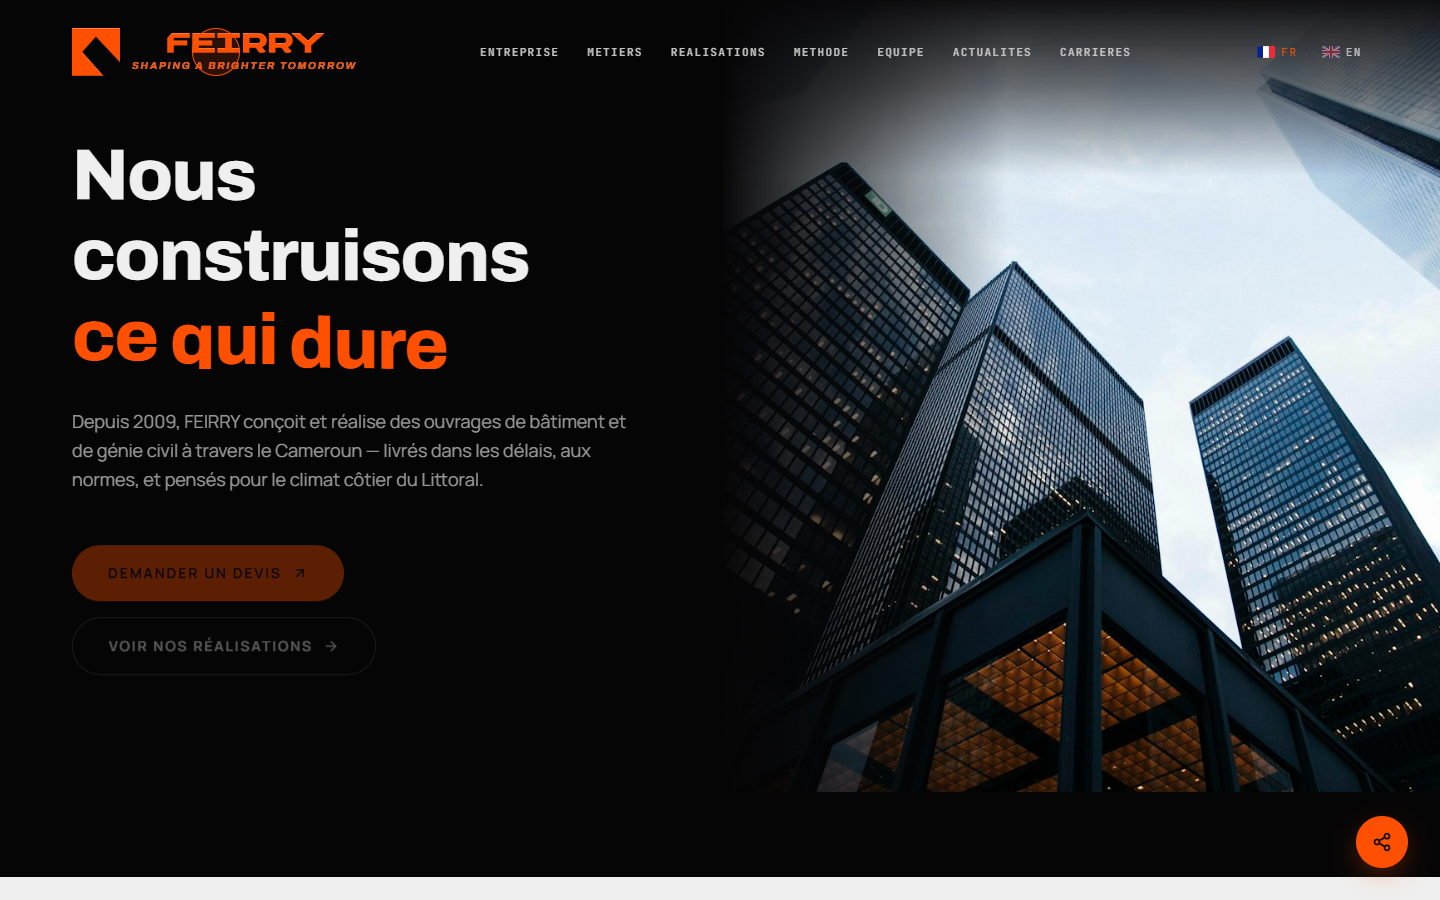 FEIRRY
SHAPING A BRIGHTER TOMORROW
ENTREPRISE
METIERS
REALISATIONS
METHODE
EQUIPE
ACTUALITES
CARRIERES
FR
EN
Nous
construisons
ce qui dure
Depuis 2009, FEIRRY conçoit et réalise des ouvrages de bâtiment et
de génie civil à travers le Cameroun — livrés dans les délais, aux
normes, et pensés pour le climat côtier du Littoral.
DEMANDER UN DEVIS
VOIR NOS RÉALISATIONS